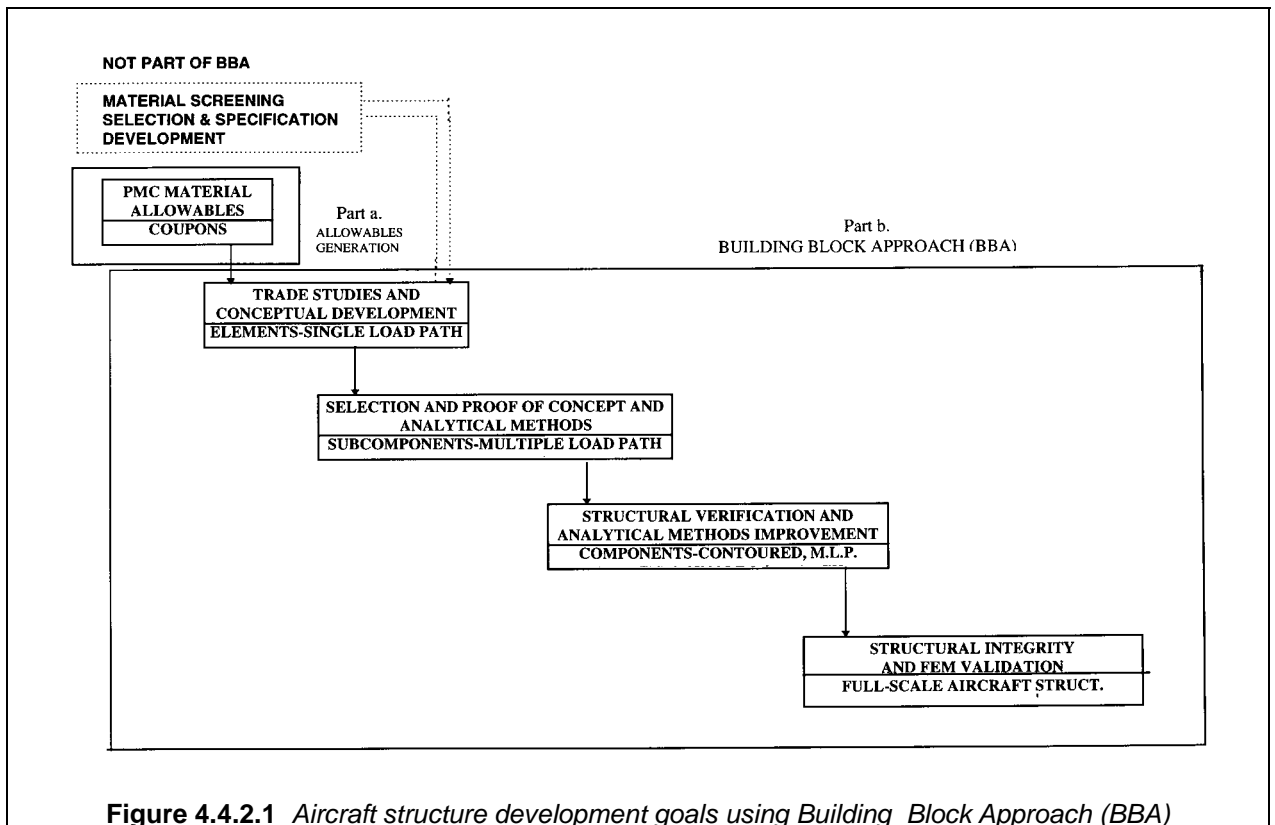 NOT PART OF BBA
MATERIAL SCREENING
SELECTION & SPECIFICATION
DEVELOPMENT
PMC MATERIAL
ALLOWABLES
COUPONS
Part a.
ALLOWABLES
GENERATION
Part b.
BUILDING BLOCK APPROACH (BBA)
TRADE STUDIES AND
CONCEPTUAL DEVELOPMENT
ELEMENTS-SINGLE LOAD PATH
SELECTION AND PROOF OF CONCEPT AND
ANALYTICAL METHODS
SUBCOMPONENTS-MULTIPLE LOAD PATH
STRUCTURAL VERIFICATION AND
ANALYTICAL METHODS IMPROVEMENT
COMPONENTS-CONTOURED, M.L.P.
STRUCTURAL INTEGRITY
AND FEM VALIDATION
FULL-SCALE AIRCRAFT STRUCT.
Figure 4.4.2.1 Aircraft structure development goals using Building Block Approach (BBA)